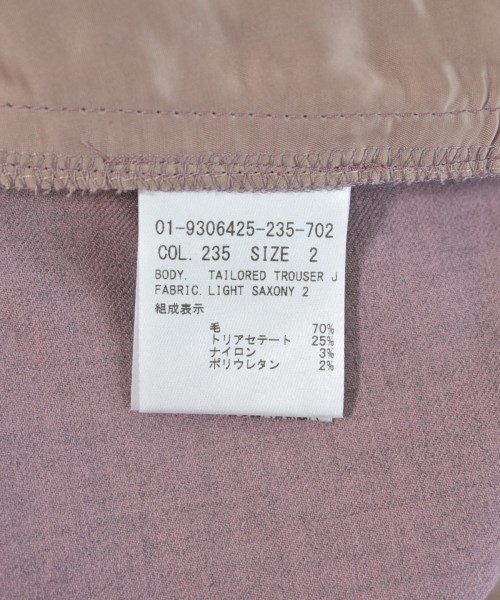 01-9306425-235-702
COL. 235 SIZE 2
BODY. TAILORED TROUSER J
FABRIC. LIGHT SAXONY 2
組成表示
毛 70%
トリアセテート 25%
ナイロン 3%
ポリウレタン 2%